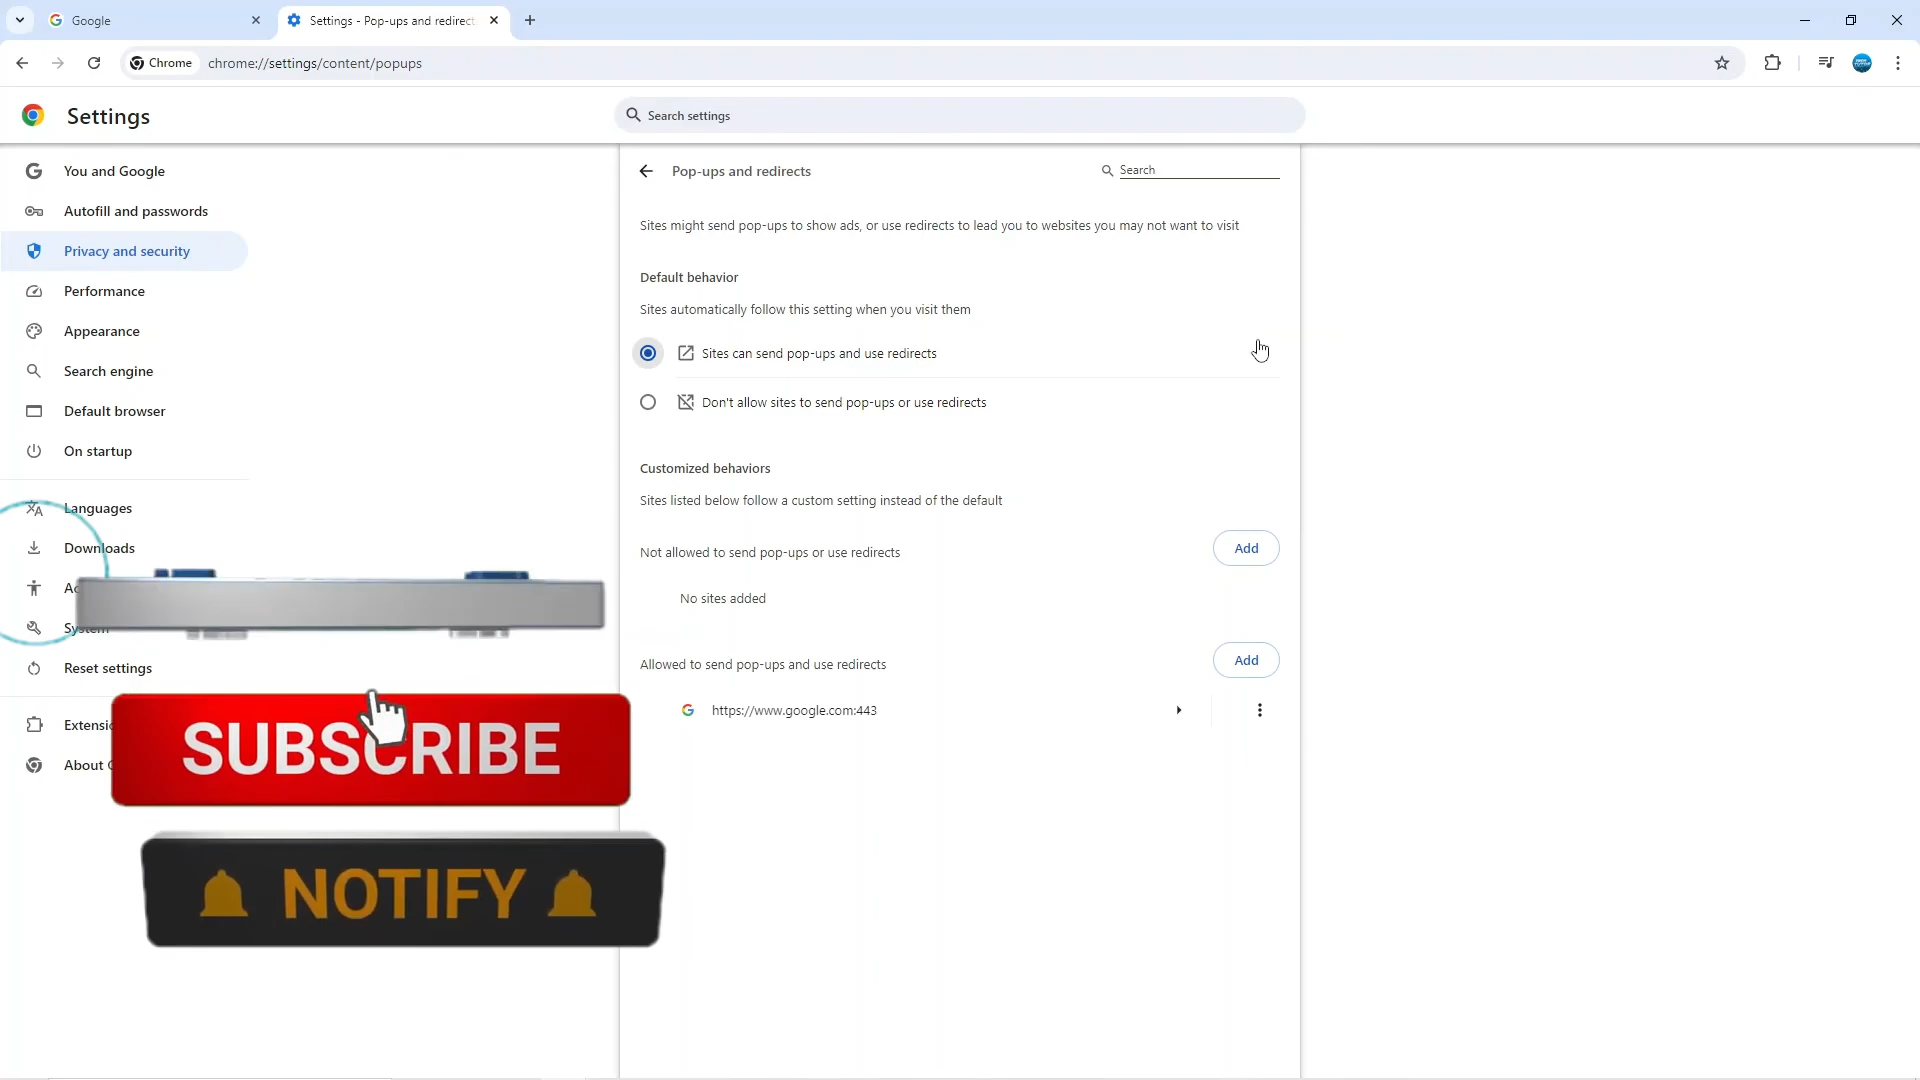 Google
Settings - Pop-ups and redirect
Chrome
chrome://settings/content/popups
Settings
Search settings
You and Google
Autofill and passwords
Privacy and security
Performance
Appearance
Search engine
Default browser
On startup
Languages
Downloads
System
Reset settings
About
Pop-ups and redirects
Search
Sites might send pop-ups to show ads, or use redirects to lead you to websites you may not want to visit
Default behavior
Sites automatically follow this setting when you visit them
Sites can send pop-ups and use redirects
Don't allow sites to send pop-ups or use redirects
Customized behaviors
Sites listed below follow a custom setting instead of the default
Not allowed to send pop-ups or use redirects
Add
No sites added
Allowed to send pop-ups and use redirects
Add
https://www.google.com:443
SUBSCRIBE
NOTIFY